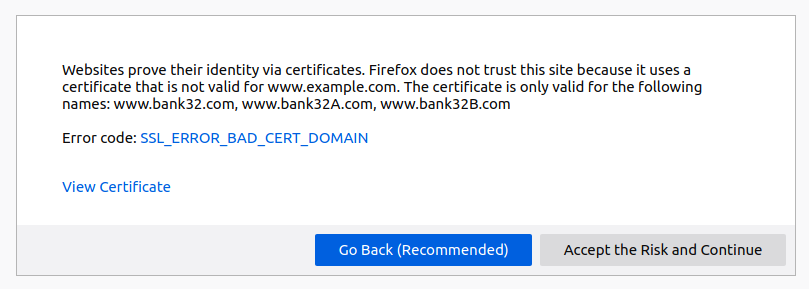 Websites prove their identity via certificates. Firefox does not trust this site because it uses a
certificate that is not valid for www.example.com. The certificate is only valid for the following
names: www.bank32.com, www.bank32A.com, www.bank32B.com
Error code: SSL_ERROR_BAD_CERT_DOMAIN
View Certificate
Go Back (Recommended)
Accept the Risk and Continue